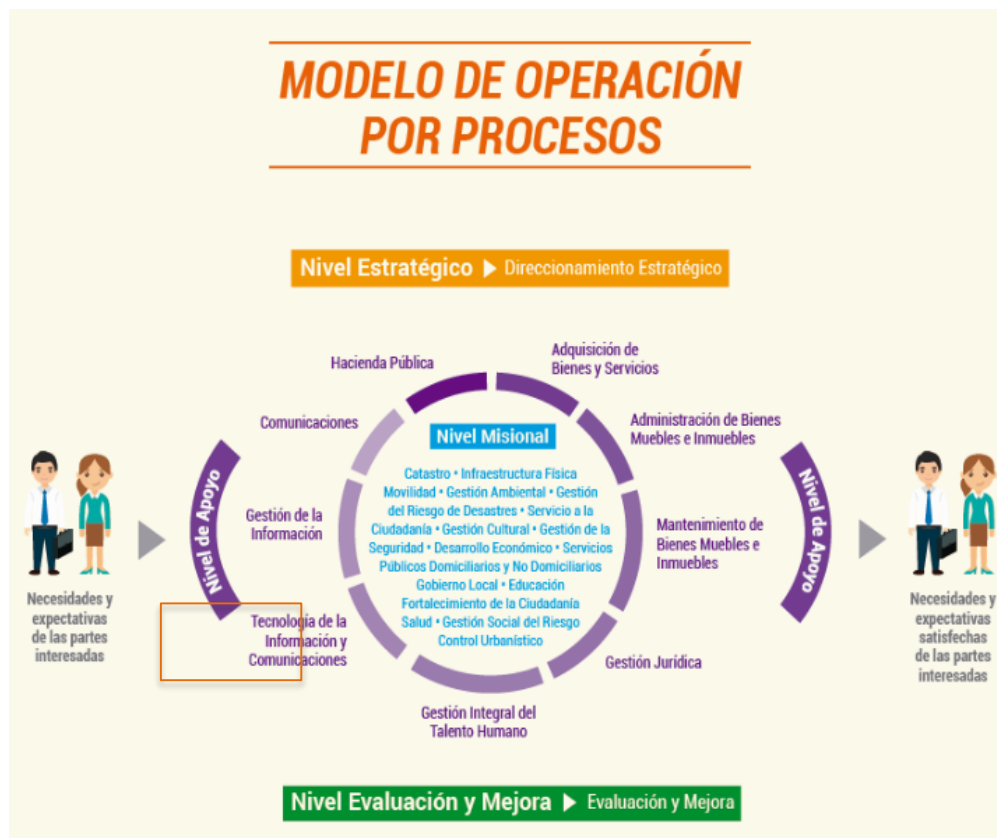 MODELO DE OPERACIÓN
POR PROCESOS
Nivel Estratégico
Direccionamiento Estratégico
Hacienda Pública
Adquisición de
Bienes y Servicios
Comunicaciones
Administración de Bienes
Muebles e Inmuebles
Nivel Misional
Catastro • Infraestructura Física
Movilidad • Gestión Ambiental • Gestión
del Riesgo de Desastres • Servicio a la
Ciudadanía • Gestión Cultural • Gestión de la
Seguridad • Desarrollo Económico • Servicios
Públicos Domiciliarios y No Domiciliarios
Gobierno Local • Educación
Fortalecimiento de la Ciudadanía
Salud • Gestión Social del Riesgo
Control Urbanístico
Nivel de Apoyo
Nivel de Apoyo
Gestión de la
Información
Mantenimiento de
Bienes Muebles e
Inmuebles
Necesidades y
expectativas
de las partes
interesadas
Necesidades y
expectativas
satisfechas
de las partes
interesadas
Tecnología de la
Información y
Comunicaciones
Gestión Jurídica
Gestión Integral del
Talento Humano
Nivel Evaluación y Mejora
Evaluación y Mejora